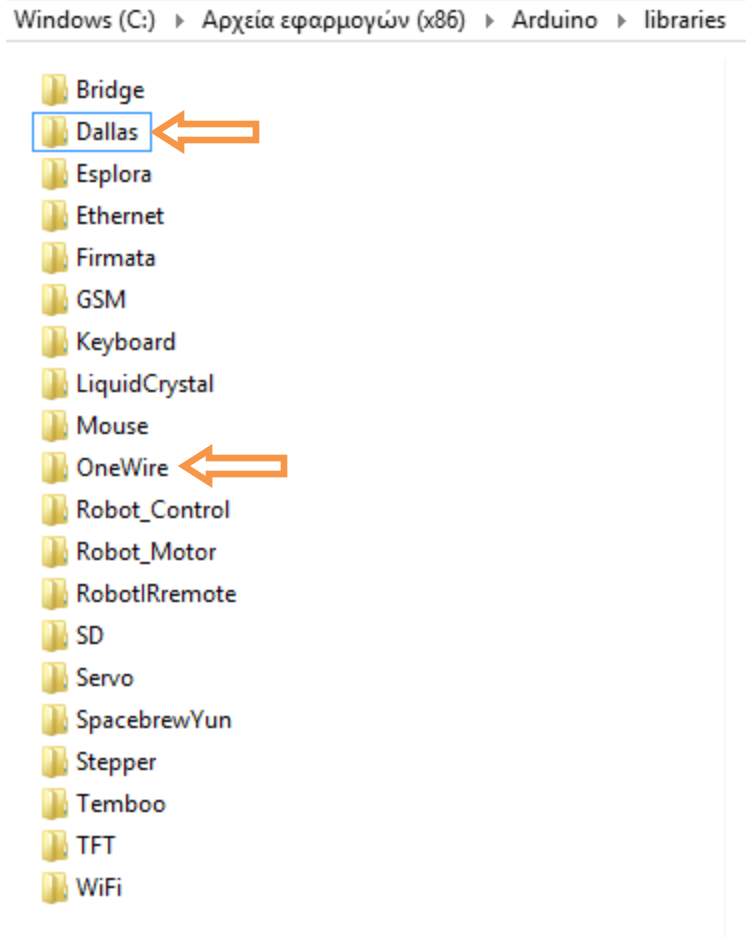 Windows (C:) ▸ Αρχεία εφαρμογών (x86) ▸ Arduino ▸ libraries
Bridge
Dallas
Esplora
Ethernet
Firmata
GSM
Keyboard
LiquidCrystal
Mouse
OneWire
Robot_Control
Robot_Motor
RobotIRremote
SD
Servo
SpacebrewYun
Stepper
Temboo
TFT
WiFi